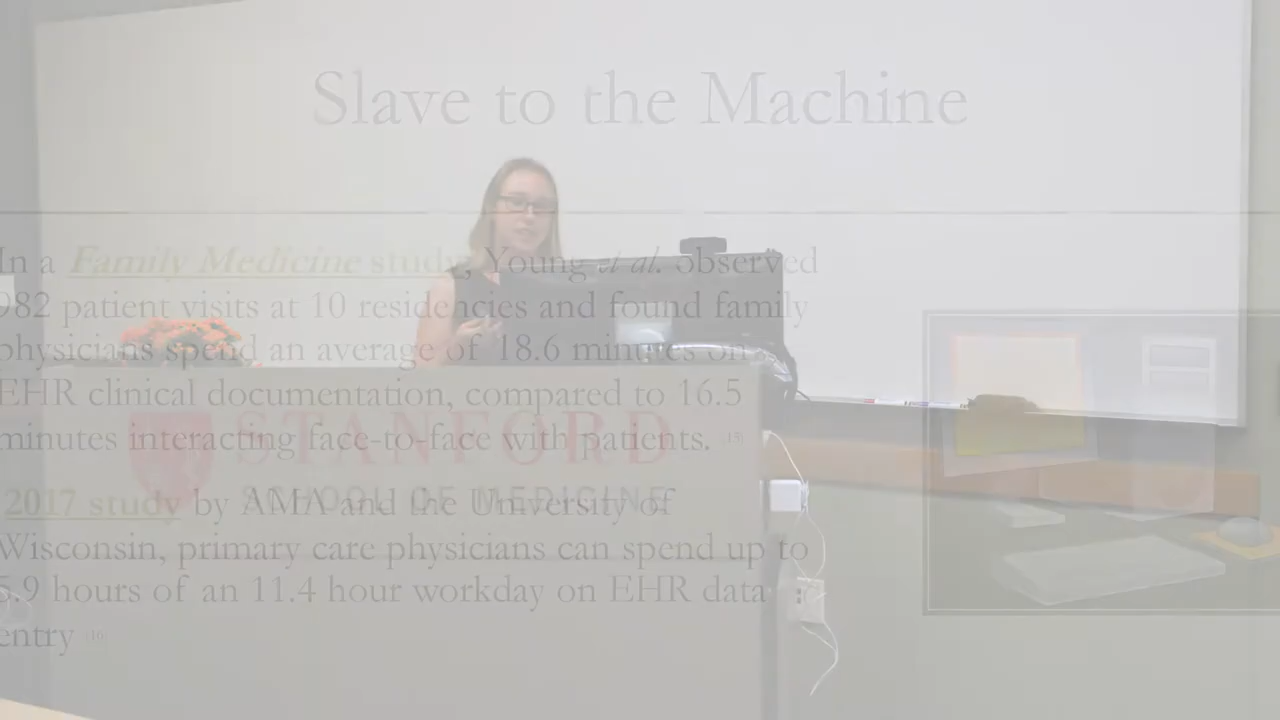 Slave to the Machine
In a Family Medicine study, Young et al. observed
982 patient visits at 10 residencies and found family
physicians spend an average of 18.6 minutes on
EHR clinical documentation, compared to 16.5
minutes interacting face-to-face with patients. [15]
2017 study by AMA and the University of
Wisconsin, primary care physicians can spend up to
5.9 hours of an 11.4 hour workday on EHR data
entry [16]
STANFORD
SCHOOL OF MEDICINE